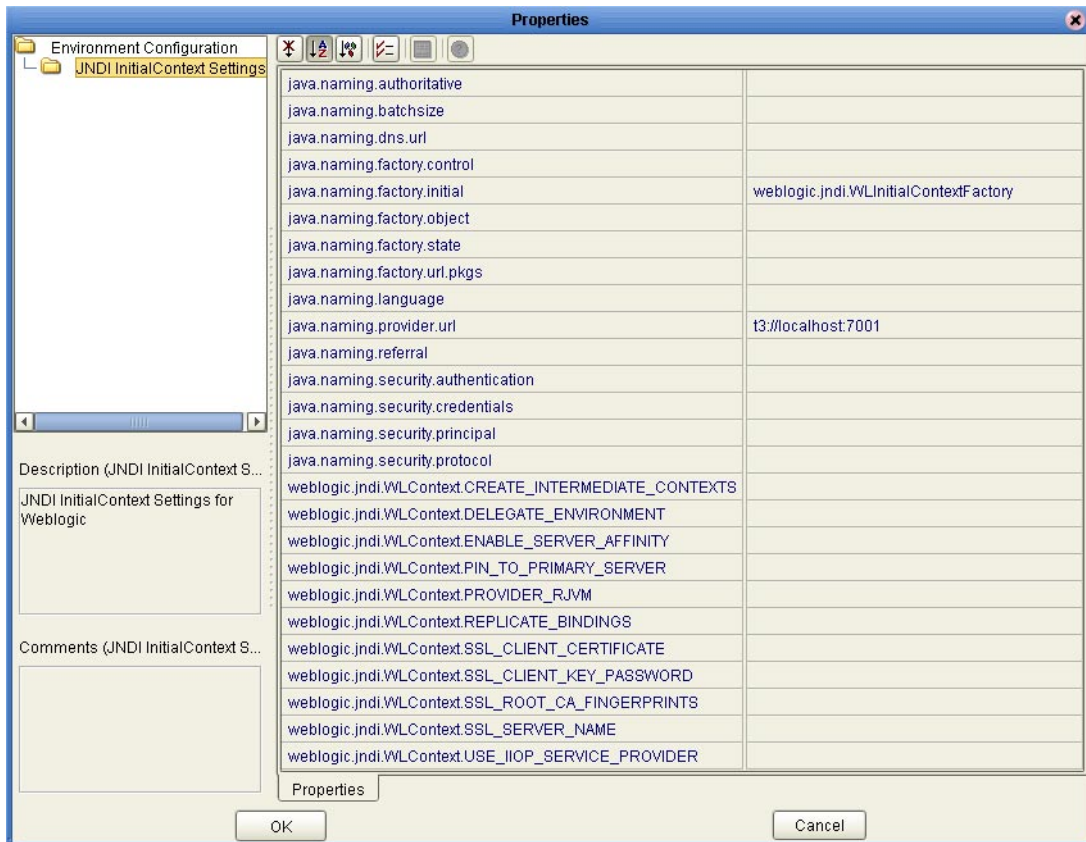 Properties
Environment Configuration
JNDI InitialContext Settings
java.naming.authoritative
java.naming.batchsize
java.naming.dns.url
java.naming.factory.control
java.naming.factory.initial weblogic.jndi.WLInitialContextFactory
java.naming.factory.object
java.naming.factory.state
java.naming.factory.url.pkgs
java.naming.language
java.naming.provider.url t3://localhost:7001
java.naming.referral
java.naming.security.authentication
java.naming.security.credentials
java.naming.security.principal
java.naming.security.protocol
weblogic.jndi.WLContext.CREATE_INTERMEDIATE_CONTEXTS
weblogic.jndi.WLContext.DELEGATE_ENVIRONMENT
weblogic.jndi.WLContext.ENABLE_SERVER_AFFINITY
weblogic.jndi.WLContext.PIN_TO_PRIMARY_SERVER
weblogic.jndi.WLContext.PROVIDER_RJVM
weblogic.jndi.WLContext.REPLICATE_BINDINGS
weblogic.jndi.WLContext.SSL_CLIENT_CERTIFICATE
weblogic.jndi.WLContext.SSL_CLIENT_KEY_PASSWORD
weblogic.jndi.WLContext.SSL_ROOT_CA_FINGERPRINTS
weblogic.jndi.WLContext.SSL_SERVER_NAME
weblogic.jndi.WLContext.USE_IIOP_SERVICE_PROVIDER
Description (JNDI InitialContext S...
JNDI InitialContext Settings for
Weblogic
Comments (JNDI InitialContext S...
Properties
OK
Cancel